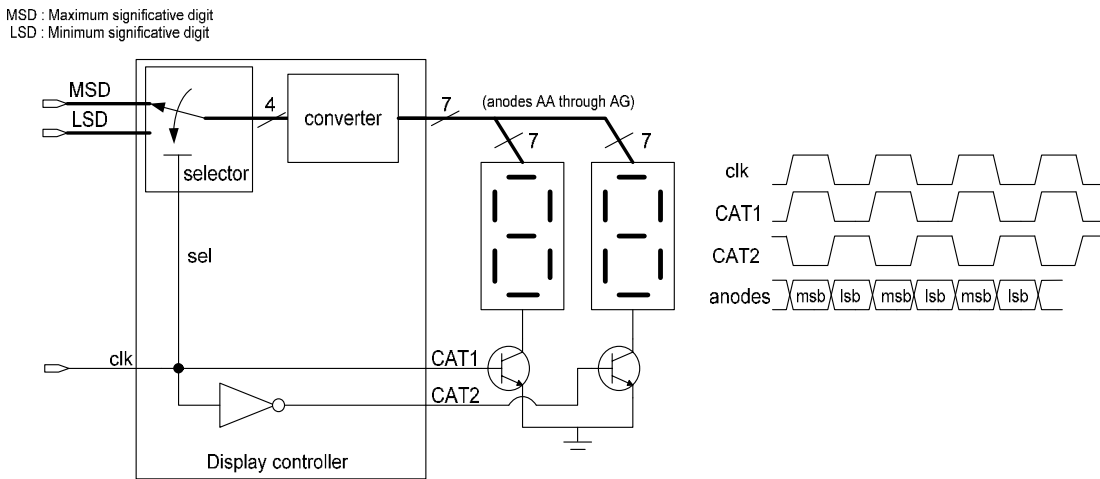 MSD : Maximum significative digit
LSD : Minimum significative digit
MSD
LSD
selector
4
converter
7
(anodes AA through AG)
7
7
sel
clk
CAT1
CAT2
Display controller
clk
CAT1
CAT2
anodes
msb
lsb
msb
lsb
msb
lsb